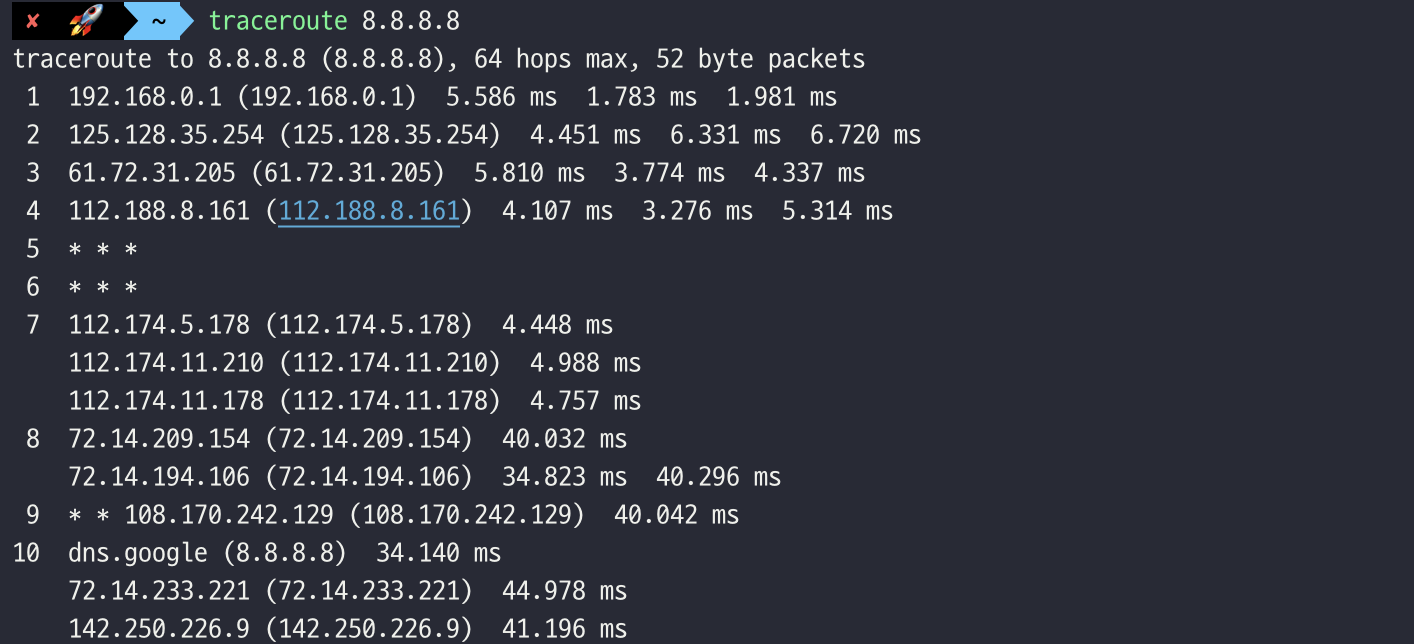 ✘ 🚀 ~ traceroute 8.8.8.8
traceroute to 8.8.8.8 (8.8.8.8), 64 hops max, 52 byte packets
 1  192.168.0.1 (192.168.0.1)  5.586 ms  1.783 ms  1.981 ms
 2  125.128.35.254 (125.128.35.254)  4.451 ms  6.331 ms  6.720 ms
 3  61.72.31.205 (61.72.31.205)  5.810 ms  3.774 ms  4.337 ms
 4  112.188.8.161 (112.188.8.161)  4.107 ms  3.276 ms  5.314 ms
 5  * * *
 6  * * *
 7  112.174.5.178 (112.174.5.178)  4.448 ms
    112.174.11.210 (112.174.11.210)  4.988 ms
    112.174.11.178 (112.174.11.178)  4.757 ms
 8  72.14.209.154 (72.14.209.154)  40.032 ms
    72.14.194.106 (72.14.194.106)  34.823 ms  40.296 ms
 9  * * 108.170.242.129 (108.170.242.129)  40.042 ms
10  dns.google (8.8.8.8)  34.140 ms
    72.14.233.221 (72.14.233.221)  44.978 ms
    142.250.226.9 (142.250.226.9)  41.196 ms